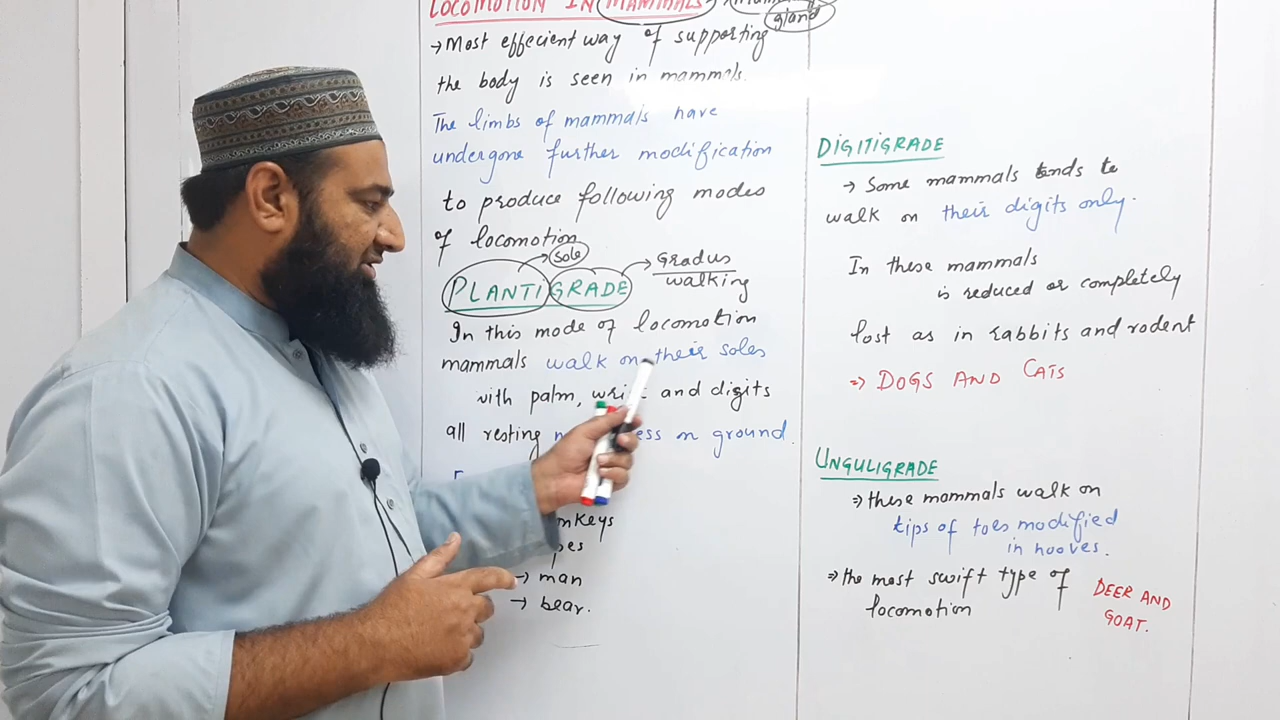 LOCOMOTION IN MAMMALS
gland
→ Most effecient way of supporting
the body is seen in mammals.
The limbs of mammals have
undergone further modification
to produce following modes
of locomotion
sole
Gradus
walking
PLANTIGRADE
In this mode of locomotion
mammals walk on their soles
with palm, and digits
all resting on ground.
→ man
→ bear.
DIGITIGRADE
→ Some mammals tends to
walk on their digits only.
In these mammals
is reduced or completely
lost as in rabbits and rodent
⇒ DOGS AND CATS
UNGULIGRADE
⇒ these mammals walk on
tips of toes modified
in hooves.
⇒ the most swift type of
locomotion
DEER AND
GOAT.